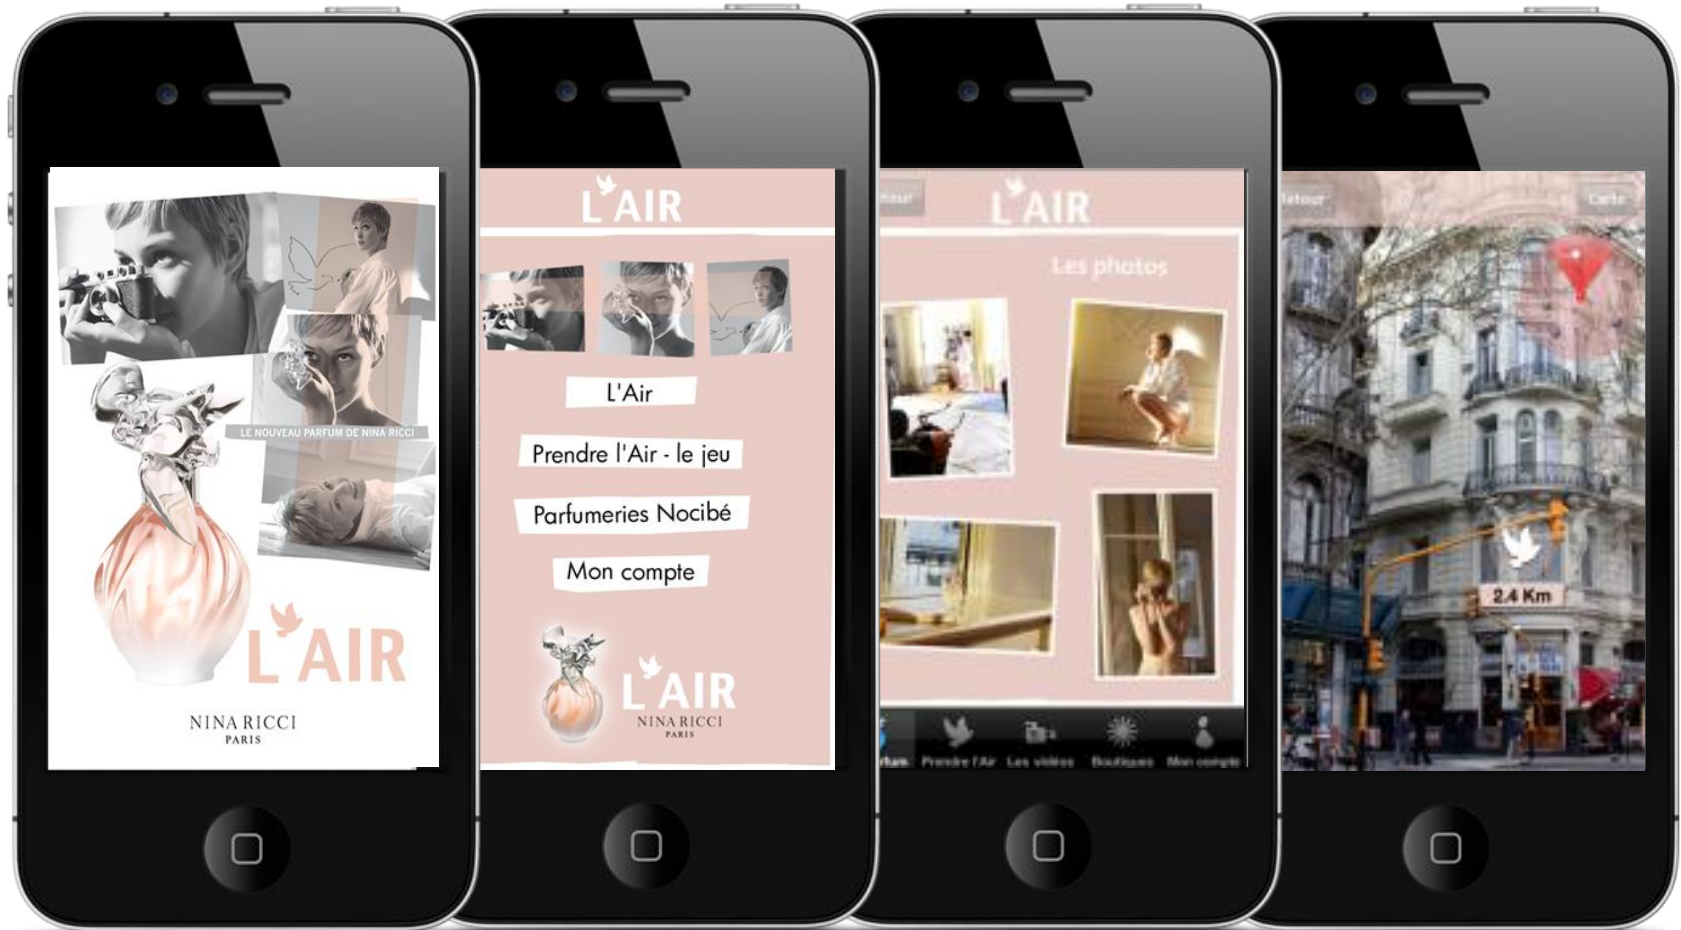 LE NOUVEAU PARFUM DE NINA RICCI
L'AIR
NINA RICCI
PARIS
L'AIR
L'Air
Prendre l'Air - le jeu
Parfumeries Nocibé
Mon compte
L'AIR
NINA RICCI
PARIS
L'AIR
Les photos
Prendre l'Air
Les vidéos
Boutiques
Mon compte
Carte
2.4 Km